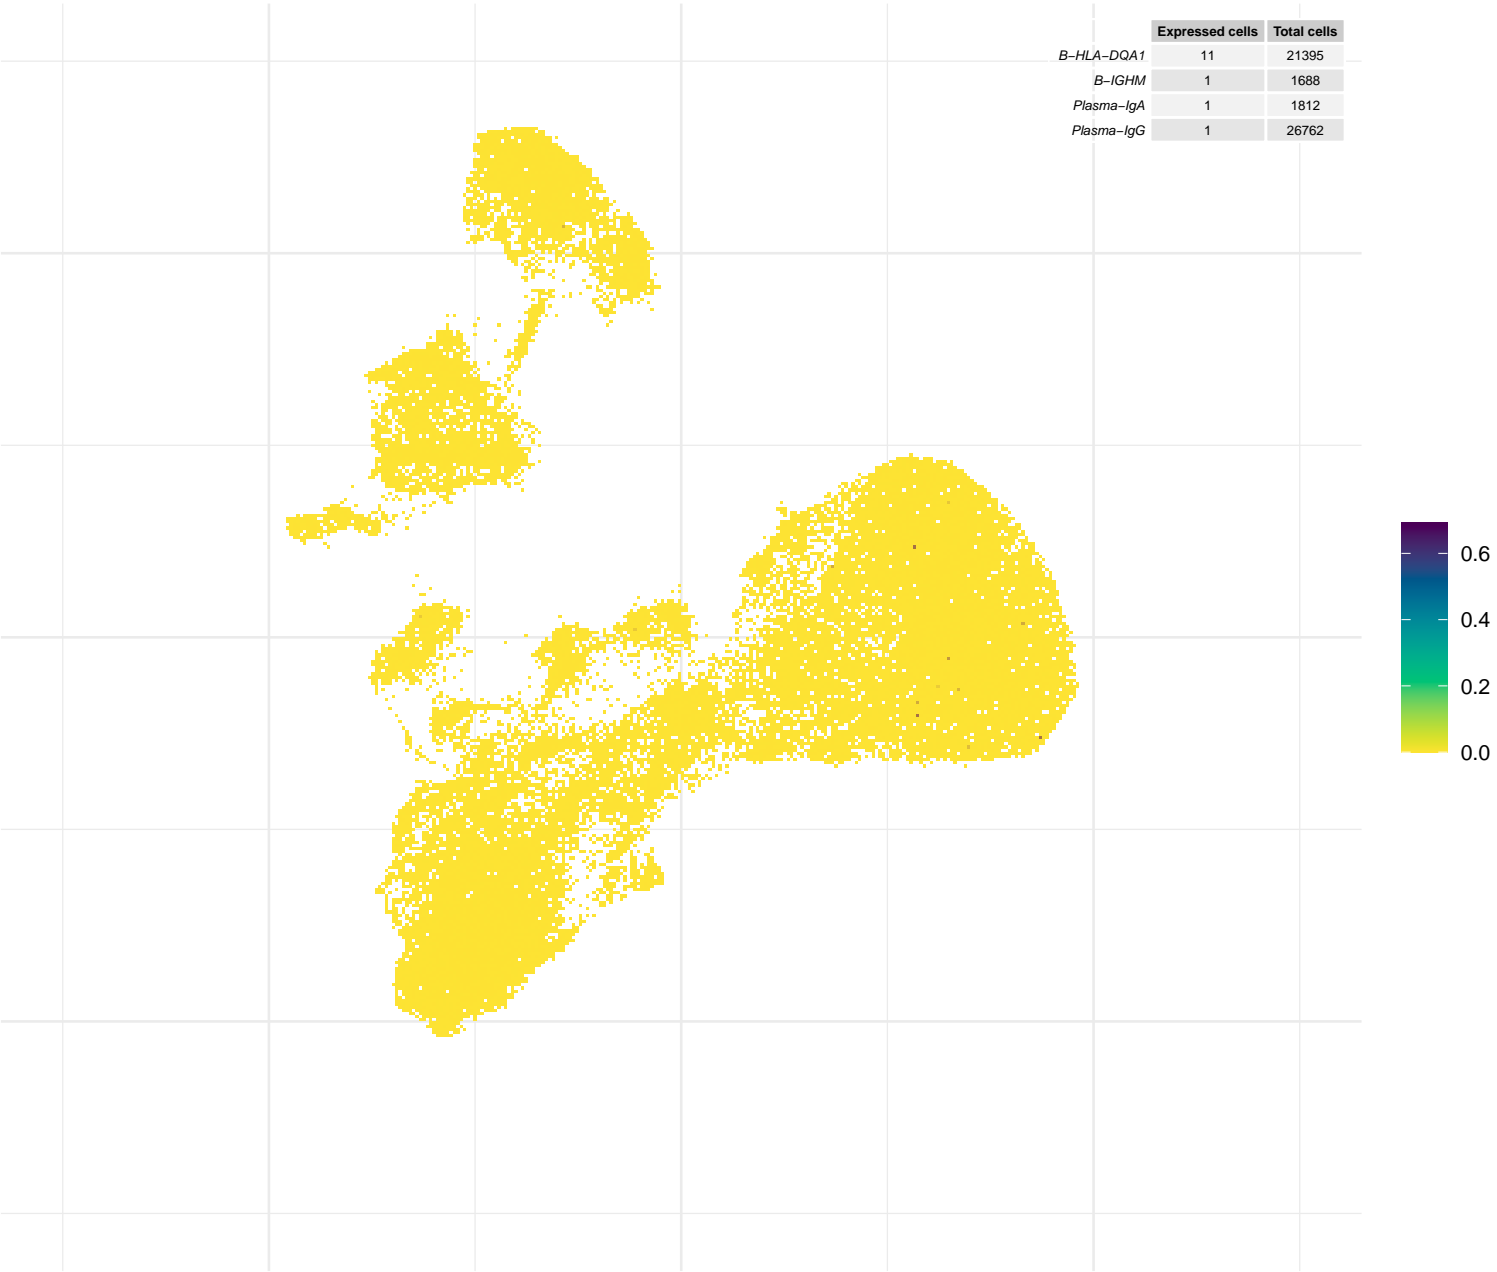 Expressed cells Total cells
B−HLA−DQA1 11 21395
B−IGHM 1 1688
Plasma−IgA 1 1812
Plasma−IgG 1 26762
0.6
0.4
0.2
0.0